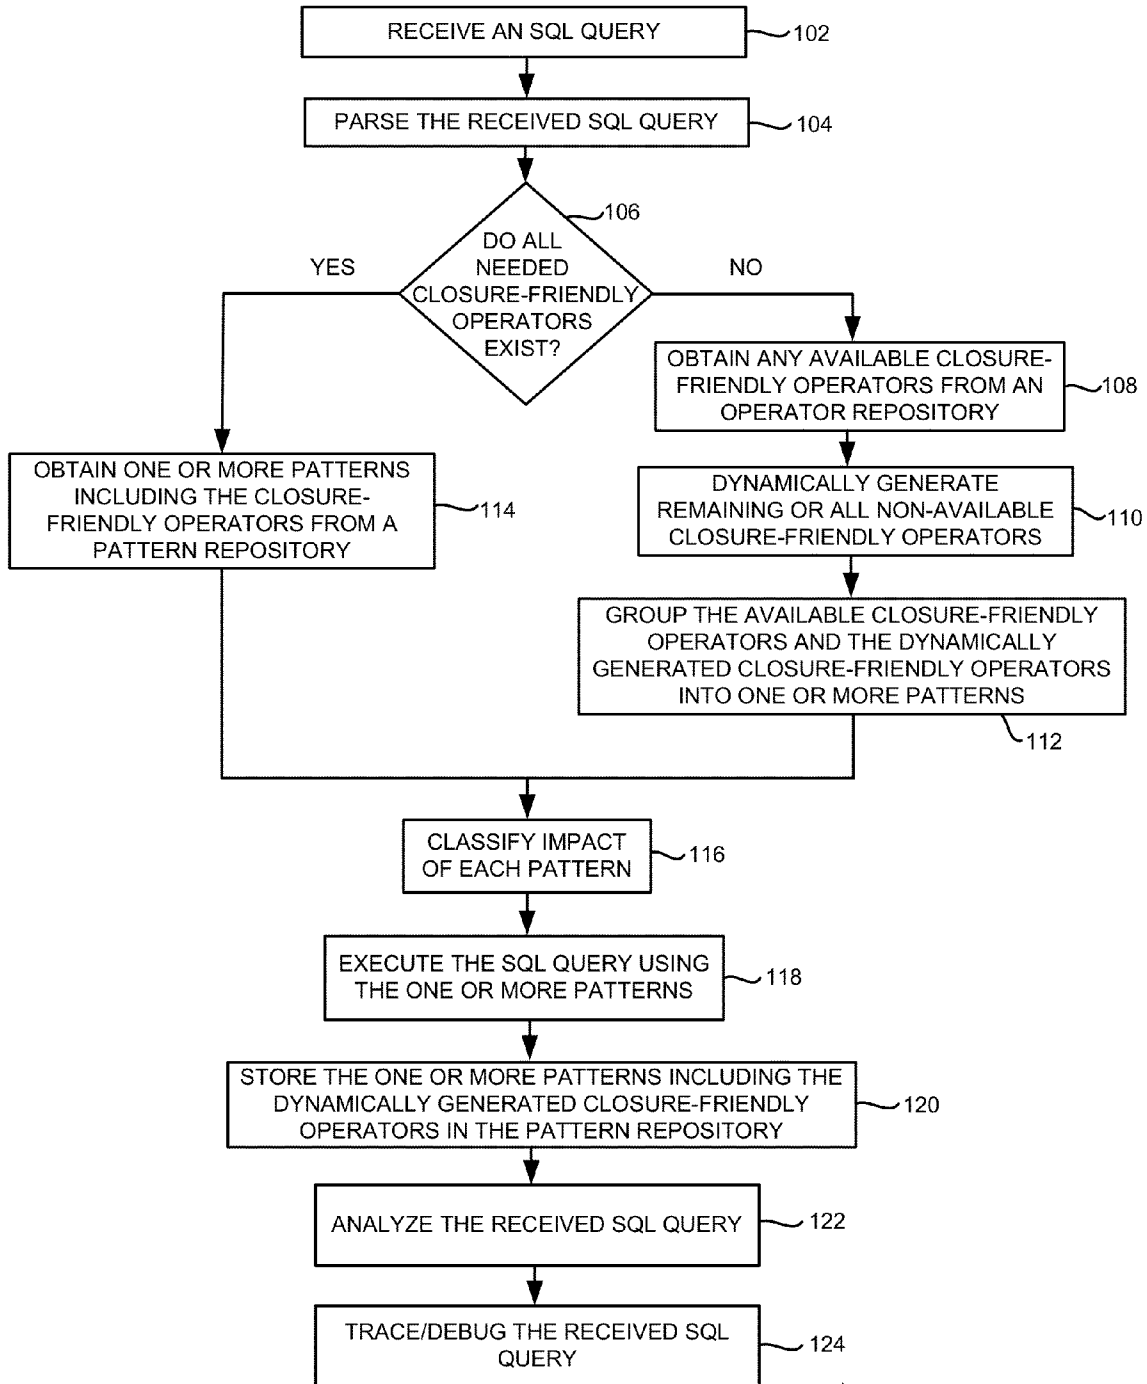 RECEIVE AN SQL QUERY
102
PARSE THE RECEIVED SQL QUERY
104
106
DO ALL
NEEDED
CLOSURE-FRIENDLY
OPERATORS
EXIST?
YES
NO
OBTAIN ANY AVAILABLE CLOSURE-
FRIENDLY OPERATORS FROM AN
OPERATOR REPOSITORY
108
OBTAIN ONE OR MORE PATTERNS
INCLUDING THE CLOSURE-
FRIENDLY OPERATORS FROM A
PATTERN REPOSITORY
114
DYNAMICALLY GENERATE
REMAINING OR ALL NON-AVAILABLE
CLOSURE-FRIENDLY OPERATORS
110
GROUP THE AVAILABLE CLOSURE-FRIENDLY
OPERATORS AND THE DYNAMICALLY
GENERATED CLOSURE-FRIENDLY OPERATORS
INTO ONE OR MORE PATTERNS
112
CLASSIFY IMPACT
OF EACH PATTERN
116
EXECUTE THE SQL QUERY USING
THE ONE OR MORE PATTERNS
118
STORE THE ONE OR MORE PATTERNS INCLUDING THE
DYNAMICALLY GENERATED CLOSURE-FRIENDLY
OPERATORS IN THE PATTERN REPOSITORY
120
ANALYZE THE RECEIVED SQL QUERY
122
TRACE/DEBUG THE RECEIVED SQL
QUERY
124